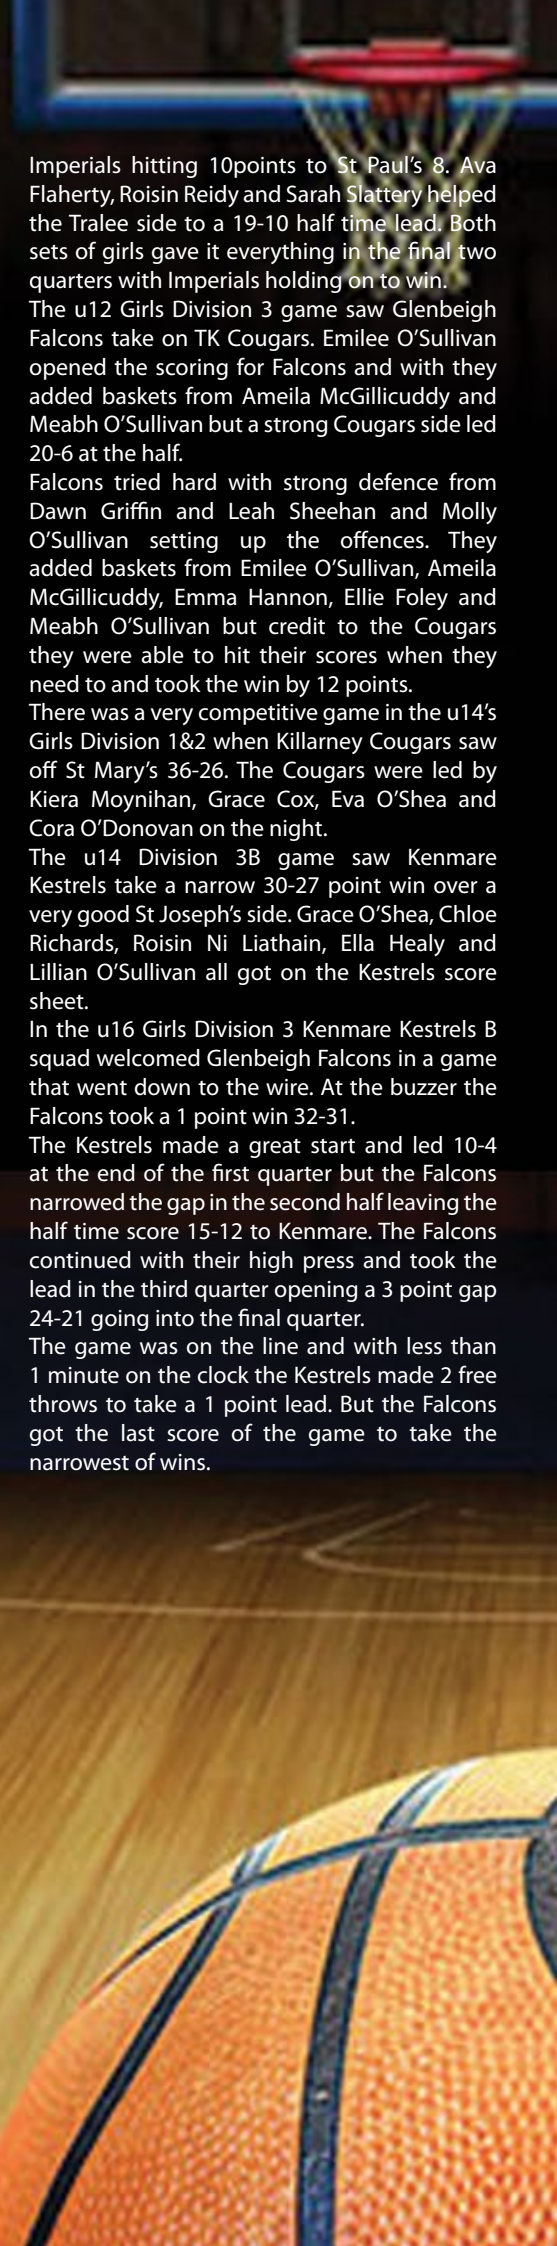 Imperials hitting 10points to St Paul’s 8. Ava
Flaherty, Roisin Reidy and Sarah Slattery helped
the Tralee side to a 19-10 half time lead. Both
sets of girls gave it everything in the final two
quarters with Imperials holding on to win.
The u12 Girls Division 3 game saw Glenbeigh
Falcons take on TK Cougars. Emilee O’Sullivan
opened the scoring for Falcons and with they
added baskets from Ameila McGillicuddy and
Meabh O’Sullivan but a strong Cougars side led
20-6 at the half.
Falcons tried hard with strong defence from
Dawn Griffin and Leah Sheehan and Molly
O’Sullivan setting up the offences. They
added baskets from Emilee O’Sullivan, Ameila
McGillicuddy, Emma Hannon, Ellie Foley and
Meabh O’Sullivan but credit to the Cougars
they were able to hit their scores when they
need to and took the win by 12 points.
There was a very competitive game in the u14’s
Girls Division 1&2 when Killarney Cougars saw
off St Mary’s 36-26. The Cougars were led by
Kiera Moynihan, Grace Cox, Eva O’Shea and
Cora O’Donovan on the night.
The u14 Division 3B game saw Kenmare
Kestrels take a narrow 30-27 point win over a
very good St Joseph’s side. Grace O’Shea, Chloe
Richards, Roisin Ni Liathain, Ella Healy and
Lillian O’Sullivan all got on the Kestrels score
sheet.
In the u16 Girls Division 3 Kenmare Kestrels B
squad welcomed Glenbeigh Falcons in a game
that went down to the wire. At the buzzer the
Falcons took a 1 point win 32-31.
The Kestrels made a great start and led 10-4
at the end of the first quarter but the Falcons
narrowed the gap in the second half leaving the
half time score 15-12 to Kenmare. The Falcons
continued with their high press and took the
lead in the third quarter opening a 3 point gap
24-21 going into the final quarter.
The game was on the line and with less than
1 minute on the clock the Kestrels made 2 free
throws to take a 1 point lead. But the Falcons
got the last score of the game to take the
narrowest of wins.